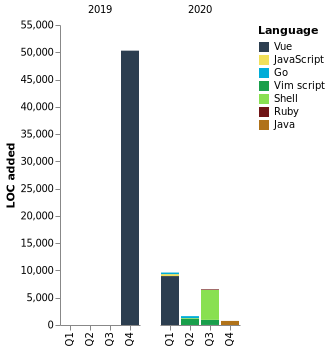 2019
2020
LOC added
55,000
50,000
45,000
40,000
35,000
30,000
25,000
20,000
15,000
10,000
5,000
0
Q1
Q2
Q3
Q4
Q1
Q2
Q3
Q4
Language
Vue
JavaScript
Go
Vim script
Shell
Ruby
Java